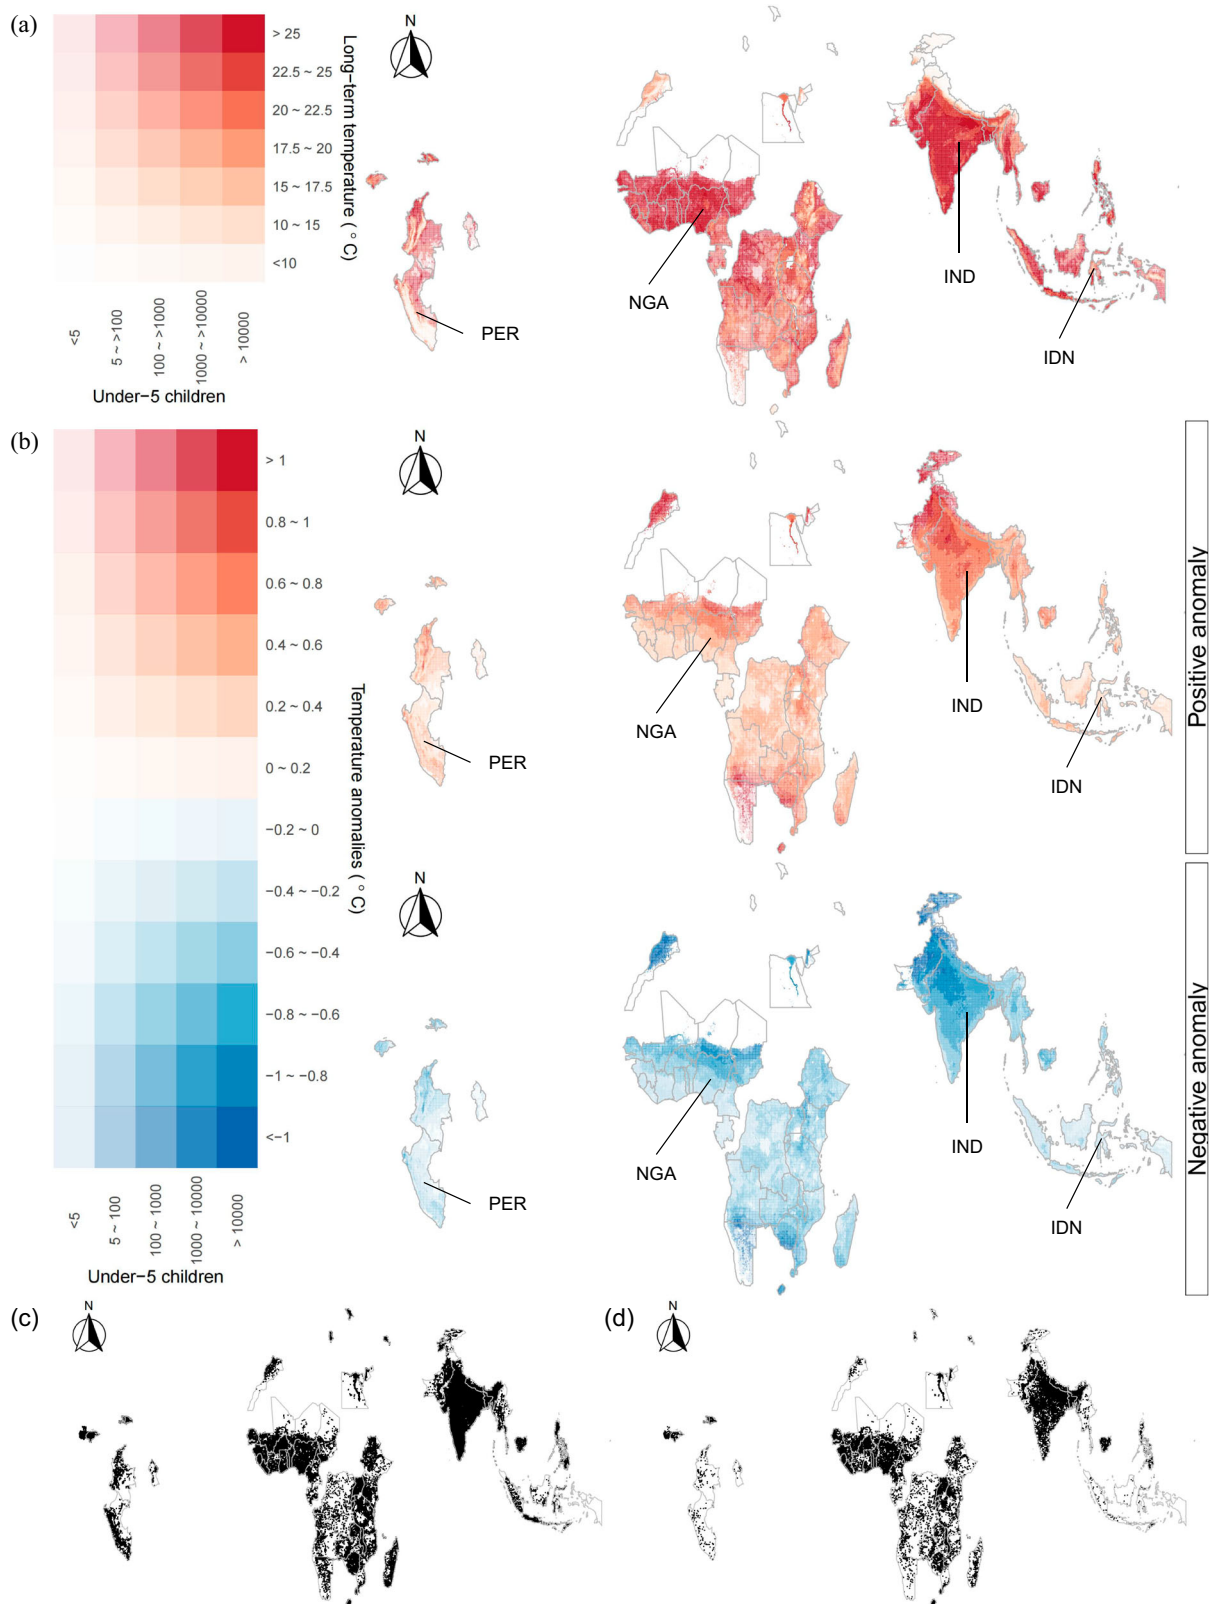 (a)
> 25
22.5 ~ 25
20 ~ 22.5
17.5 ~ 20
15 ~ 17.5
10 ~ 15
<10
Long−term temperature ( °C)
<5
5 ~ >100
100 ~ >1000
1000 ~ >10000
> 10000
Under−5 children
N
PER
NGA
IND
IDN
(b)
> 1
0.8 ~ 1
0.6 ~ 0.8
0.4 ~ 0.6
0.2 ~ 0.4
0 ~ 0.2
−0.2 ~ 0
−0.4 ~ −0.2
−0.6 ~ −0.4
−0.8 ~ −0.6
−1 ~ −0.8
<−1
Temperature anomalies ( °C)
<5
5 ~ 100
100 ~ 1000
1000 ~ 10000
> 10000
Under−5 children
N
PER
NGA
IND
IDN
Positive anomaly
N
PER
NGA
IND
IDN
Negative anomaly
(c)
N
(d)
N